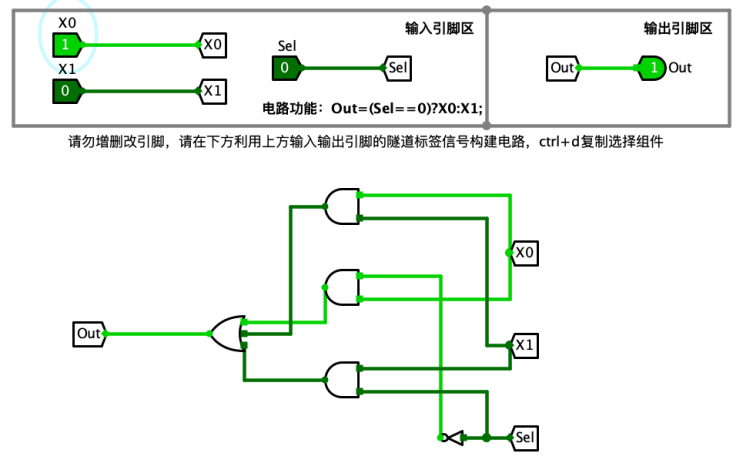 X0
输入引脚区
输出引脚区
1
X0
Sel
0
Sel
Out
1
Out
X1
0
X1
电路功能：Out=(Sel==0)?X0:X1;
请勿增删改引脚，请在下方利用上方输入输出引脚的隧道标签信号构建电路，ctrl+d复制选择组件
X0
Out
X1
Sel